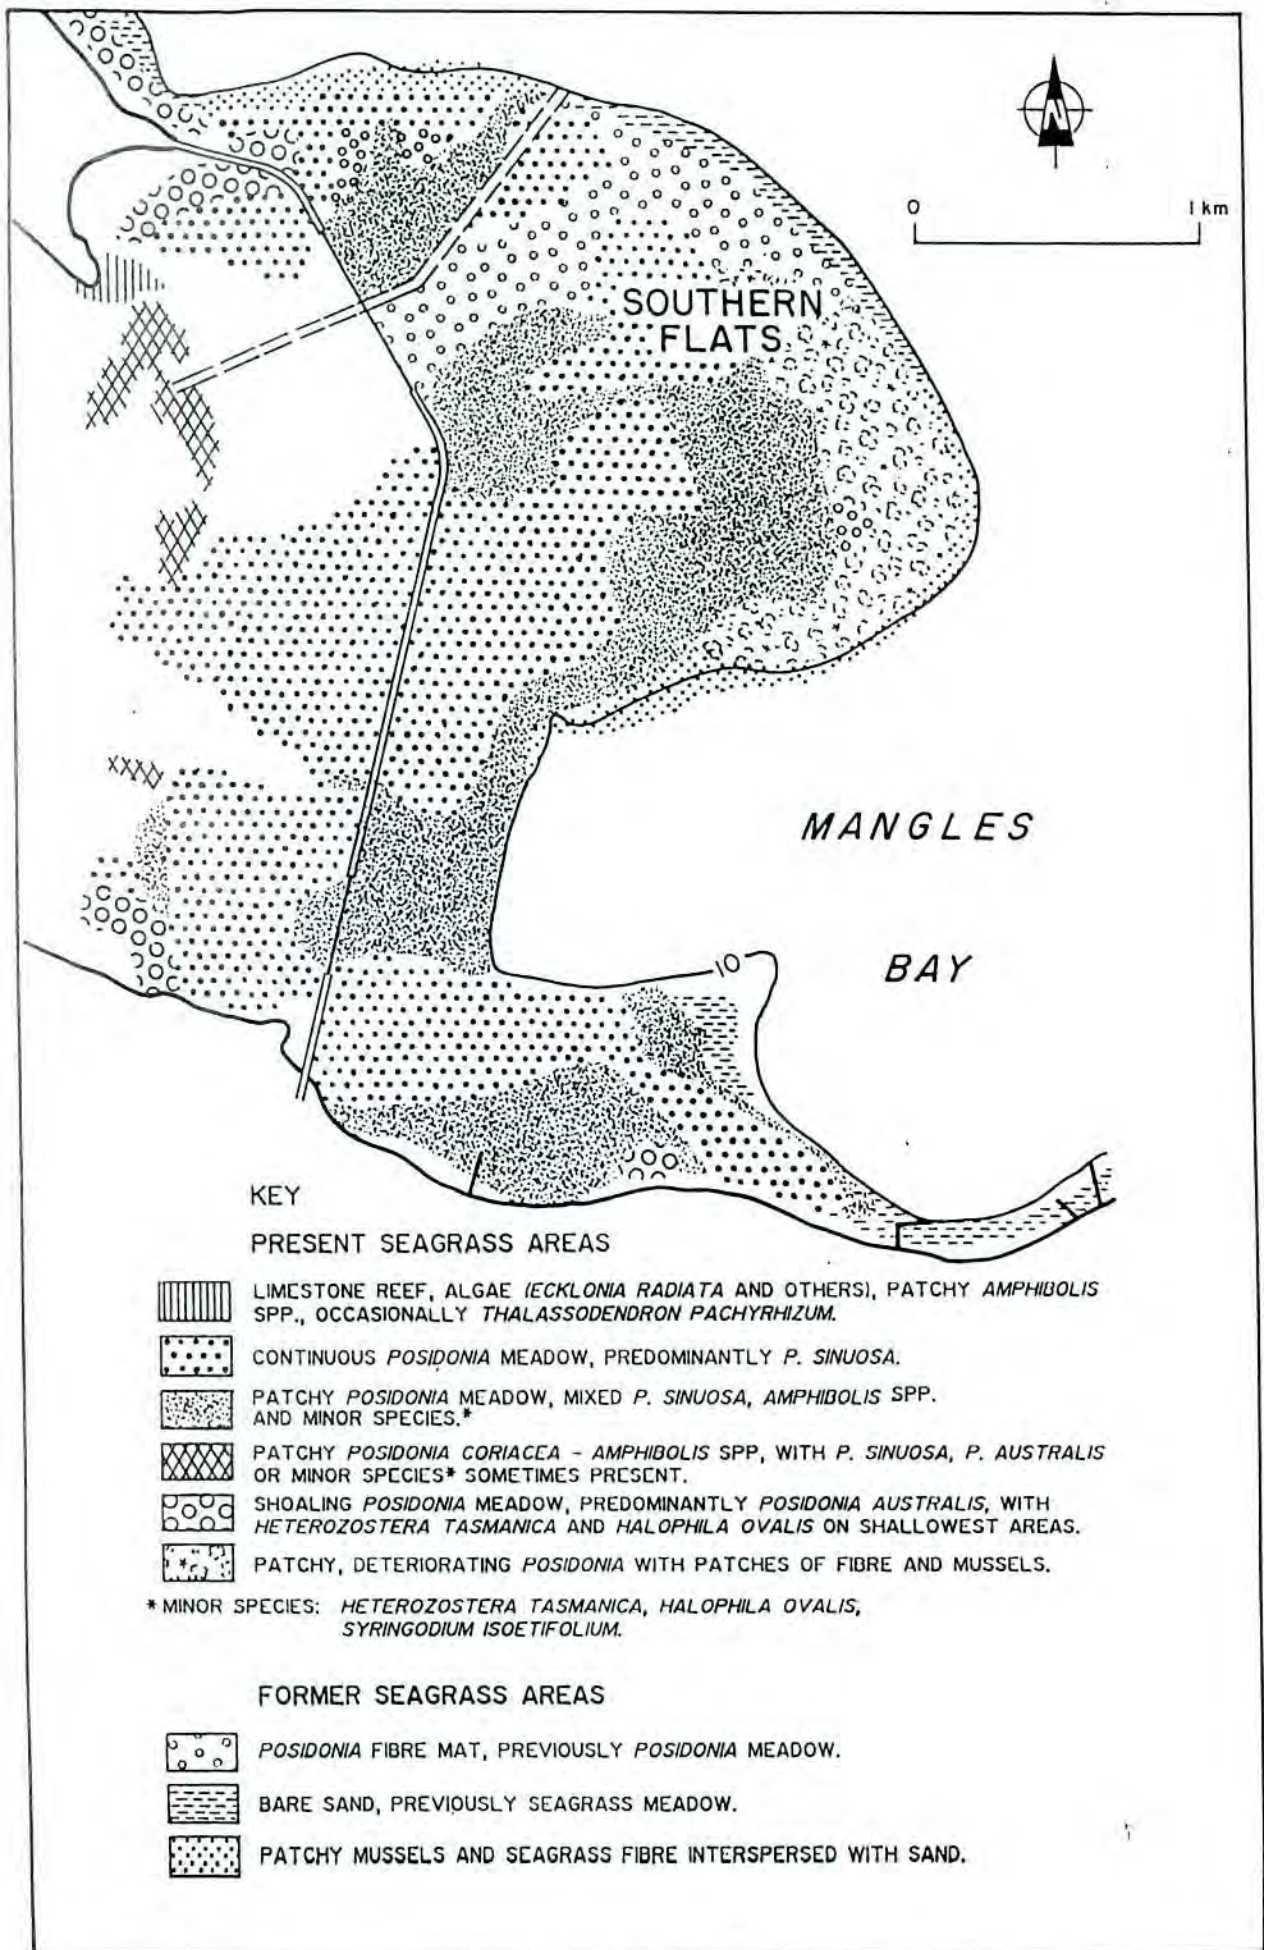 N
0 1 km
SOUTHERN
FLATS
MANGLES
BAY
10
KEY
PRESENT SEAGRASS AREAS
LIMESTONE REEF, ALGAE (ECKLONIA RADIATA AND OTHERS), PATCHY AMPHIBOLIS
SPP., OCCASIONALLY THALASSODENDRON PACHYRHIZUM.
CONTINUOUS POSIDONIA MEADOW, PREDOMINANTLY P. SINUOSA.
PATCHY POSIDONIA MEADOW, MIXED P. SINUOSA, AMPHIBOLIS SPP.
AND MINOR SPECIES.*
PATCHY POSIDONIA CORIACEA - AMPHIBOLIS SPP, WITH P. SINUOSA, P. AUSTRALIS
OR MINOR SPECIES* SOMETIMES PRESENT.
SHOALING POSIDONIA MEADOW, PREDOMINANTLY POSIDONIA AUSTRALIS, WITH
HETEROZOSTERA TASMANICA AND HALOPHILA OVALIS ON SHALLOWEST AREAS.
PATCHY, DETERIORATING POSIDONIA WITH PATCHES OF FIBRE AND MUSSELS.
* MINOR SPECIES: HETEROZOSTERA TASMANICA, HALOPHILA OVALIS,
SYRINGODIUM ISOETIFOLIUM.
FORMER SEAGRASS AREAS
POSIDONIA FIBRE MAT, PREVIOUSLY POSIDONIA MEADOW.
BARE SAND, PREVIOUSLY SEAGRASS MEADOW.
PATCHY MUSSELS AND SEAGRASS FIBRE INTERSPERSED WITH SAND.